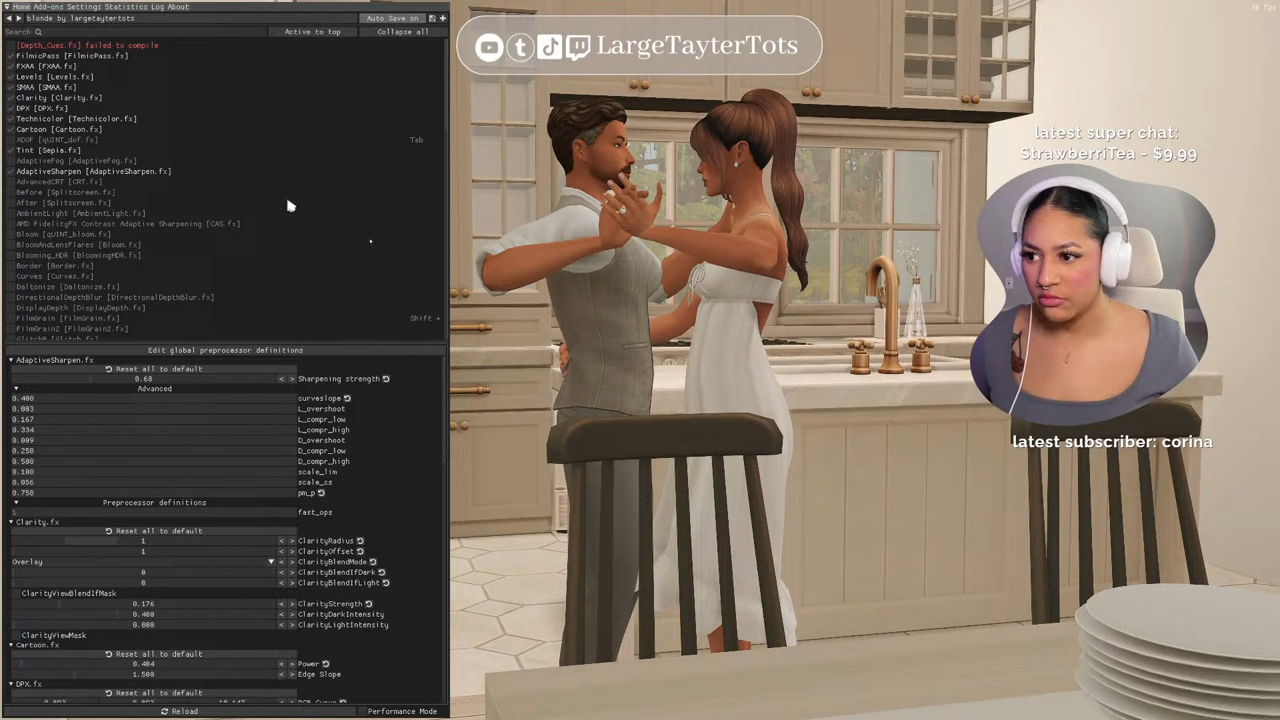 Home Add-ons Settings Statistics Log About
blonde by largetaytertots
Auto Save on
Search
Active to top
Collapse all
[Depth_Cues.fx] failed to compile
FilmicPass [FilmicPass.fx]
FXAA [FXAA.fx]
Levels [Levels.fx]
SMAA [SMAA.fx]
Clarity [Clarity.fx]
DPX [DPX.fx]
Technicolor [Technicolor.fx]
Cartoon [Cartoon.fx]
ADOF [qUINT_dof.fx] Tab
Tint [Sepia.fx]
AdaptiveFog [AdaptiveFog.fx]
AdaptiveSharpen [AdaptiveSharpen.fx]
AdvancedCRT [CRT.fx]
Before [Splitscreen.fx]
After [Splitscreen.fx]
AmbientLight [AmbientLight.fx]
AMD FidelityFX Contrast Adaptive Sharpening [CAS.fx]
Bloom [qUINT_bloom.fx]
BloomAndLensFlares [Bloom.fx]
Blooming_HDR [BloomingHDR.fx]
Border [Border.fx]
Curves [Curves.fx]
Daltonize [Daltonize.fx]
DirectionalDepthBlur [DirectionalDepthBlur.fx]
DisplayDepth [DisplayDepth.fx]
FilmGrain [FilmGrain.fx] Shift +
FilmGrain2 [FilmGrain2.fx]
Edit global preprocessor definitions
AdaptiveSharpen.fx
Reset all to default
0.60 < > Sharpening strength
Advanced
0.400 curveslope
0.003 L_overshoot
0.167 L_compr_low
0.334 L_compr_high
0.009 D_overshoot
0.250 D_compr_low
0.500 D_compr_high
0.100 scale_lim
0.056 scale_cs
0.750 pm_p
Preprocessor definitions
1 fast_ops
Clarity.fx
Reset all to default
1 < > ClarityRadius
1 < > ClarityOffset
Overlay ClarityBlendMode
0 < > ClarityBlendIfDark
0 < > ClarityBlendIfLight
ClarityViewBlendIfMask
0.176 < > ClarityStrength
0.400 < > ClarityDarkIntensity
0.000 < > ClarityLightIntensity
ClarityViewMask
Cartoon.fx
Reset all to default
0.404 < > Power
1.500 < > Edge Slope
DPX.fx
Reset all to default
Reload
Performance Mode
LargeTayterTots
76 fps
latest super chat:
StrawberriTea - $9.99
latest subscriber: corina